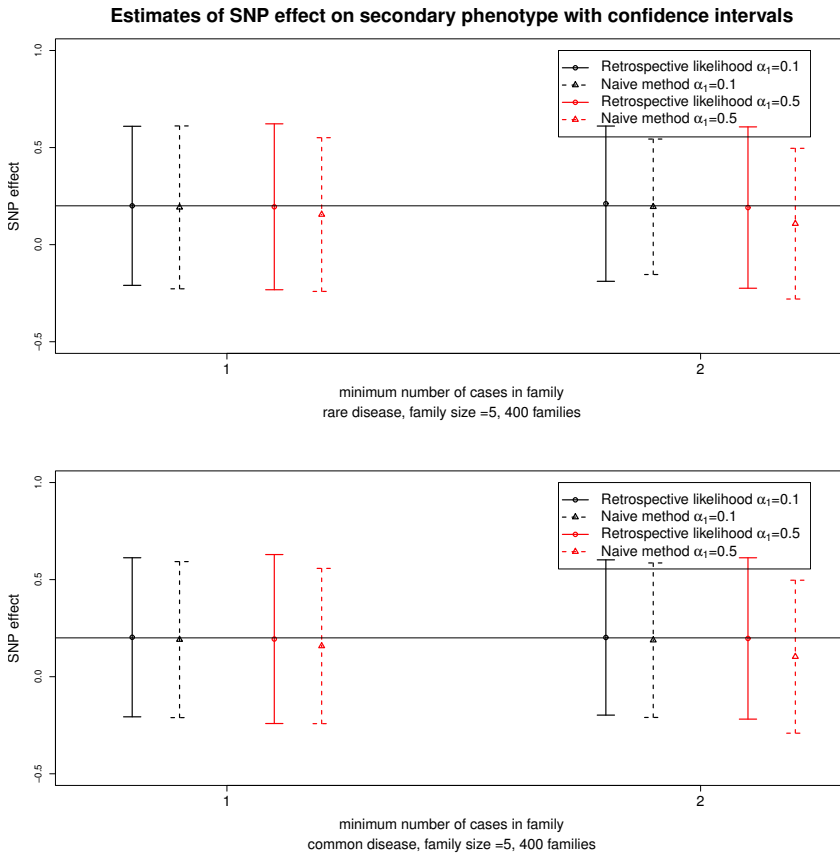 Estimates of SNP effect on secondary phenotype with confidence intervals
1.0
0.5
0.0
−0.5
SNP effect
Retrospective likelihood α₁=0.1
Naive method α₁=0.1
Retrospective likelihood α₁=0.5
Naive method α₁=0.5
1
2
minimum number of cases in family
rare disease, family size =5, 400 families
1.0
0.5
0.0
−0.5
SNP effect
Retrospective likelihood α₁=0.1
Naive method α₁=0.1
Retrospective likelihood α₁=0.5
Naive method α₁=0.5
1
2
minimum number of cases in family
common disease, family size =5, 400 families